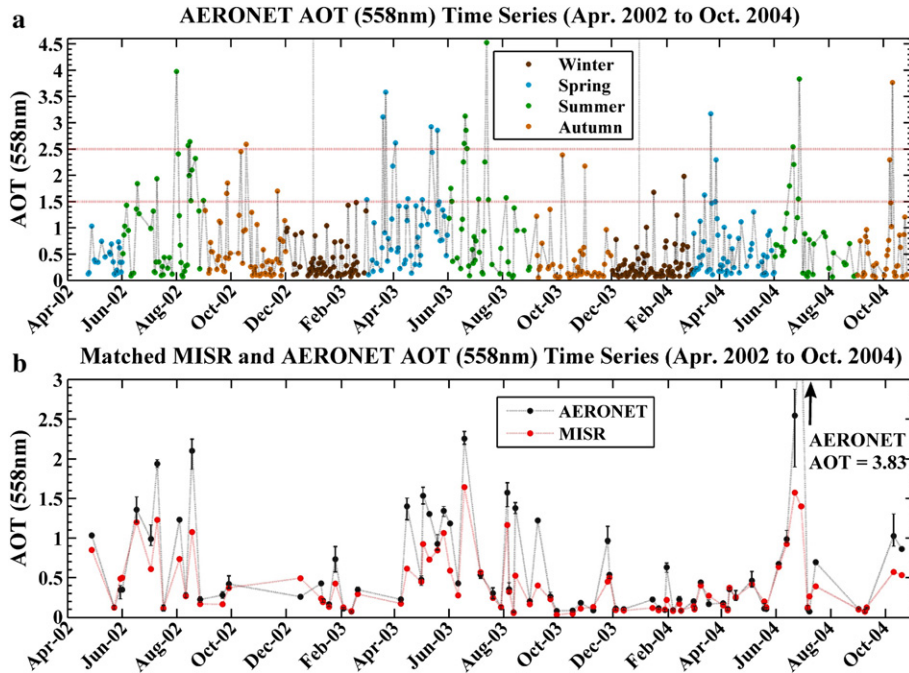 a
AERONET AOT (558nm) Time Series (Apr. 2002 to Oct. 2004)
AOT (558nm)
4.5
4
3.5
3
2.5
2
1.5
1
0.5
0
Winter
Spring
Summer
Autumn
Apr-02
Jun-02
Aug-02
Oct-02
Dec-02
Feb-03
Apr-03
Jun-03
Aug-03
Oct-03
Dec-03
Feb-04
Apr-04
Jun-04
Aug-04
Oct-04
b
Matched MISR and AERONET AOT (558nm) Time Series (Apr. 2002 to Oct. 2004)
AOT (558nm)
3
2.5
2
1.5
1
0.5
0
AERONET
MISR
AERONET
AOT = 3.83
Apr-02
Jun-02
Aug-02
Oct-02
Dec-02
Feb-03
Apr-03
Jun-03
Aug-03
Oct-03
Dec-03
Feb-04
Apr-04
Jun-04
Aug-04
Oct-04